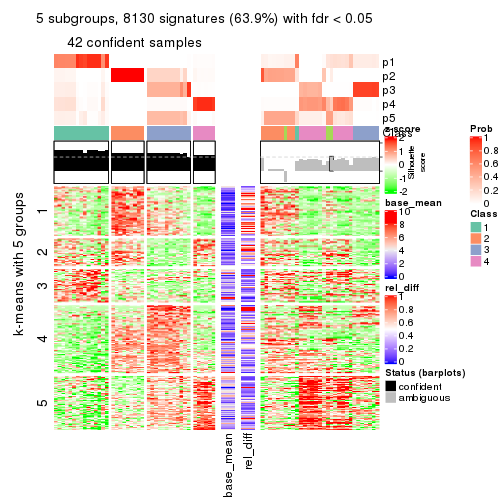 5 subgroups, 8130 signatures (63.9%) with fdr < 0.05
42 confident samples
p1
p2
p3
p4
p5
Class
Silhouette
score
k-means with 5 groups
1
2
3
4
5
base_mean
rel_diff
z-score
2
1
0
-1
-2
base_mean
10
8
6
4
2
0
rel_diff
1
0.8
0.6
0.4
0.2
0
Status (barplots)
confident
ambiguous
Prob
1
0.8
0.6
0.4
0.2
0
Class
1
2
3
4